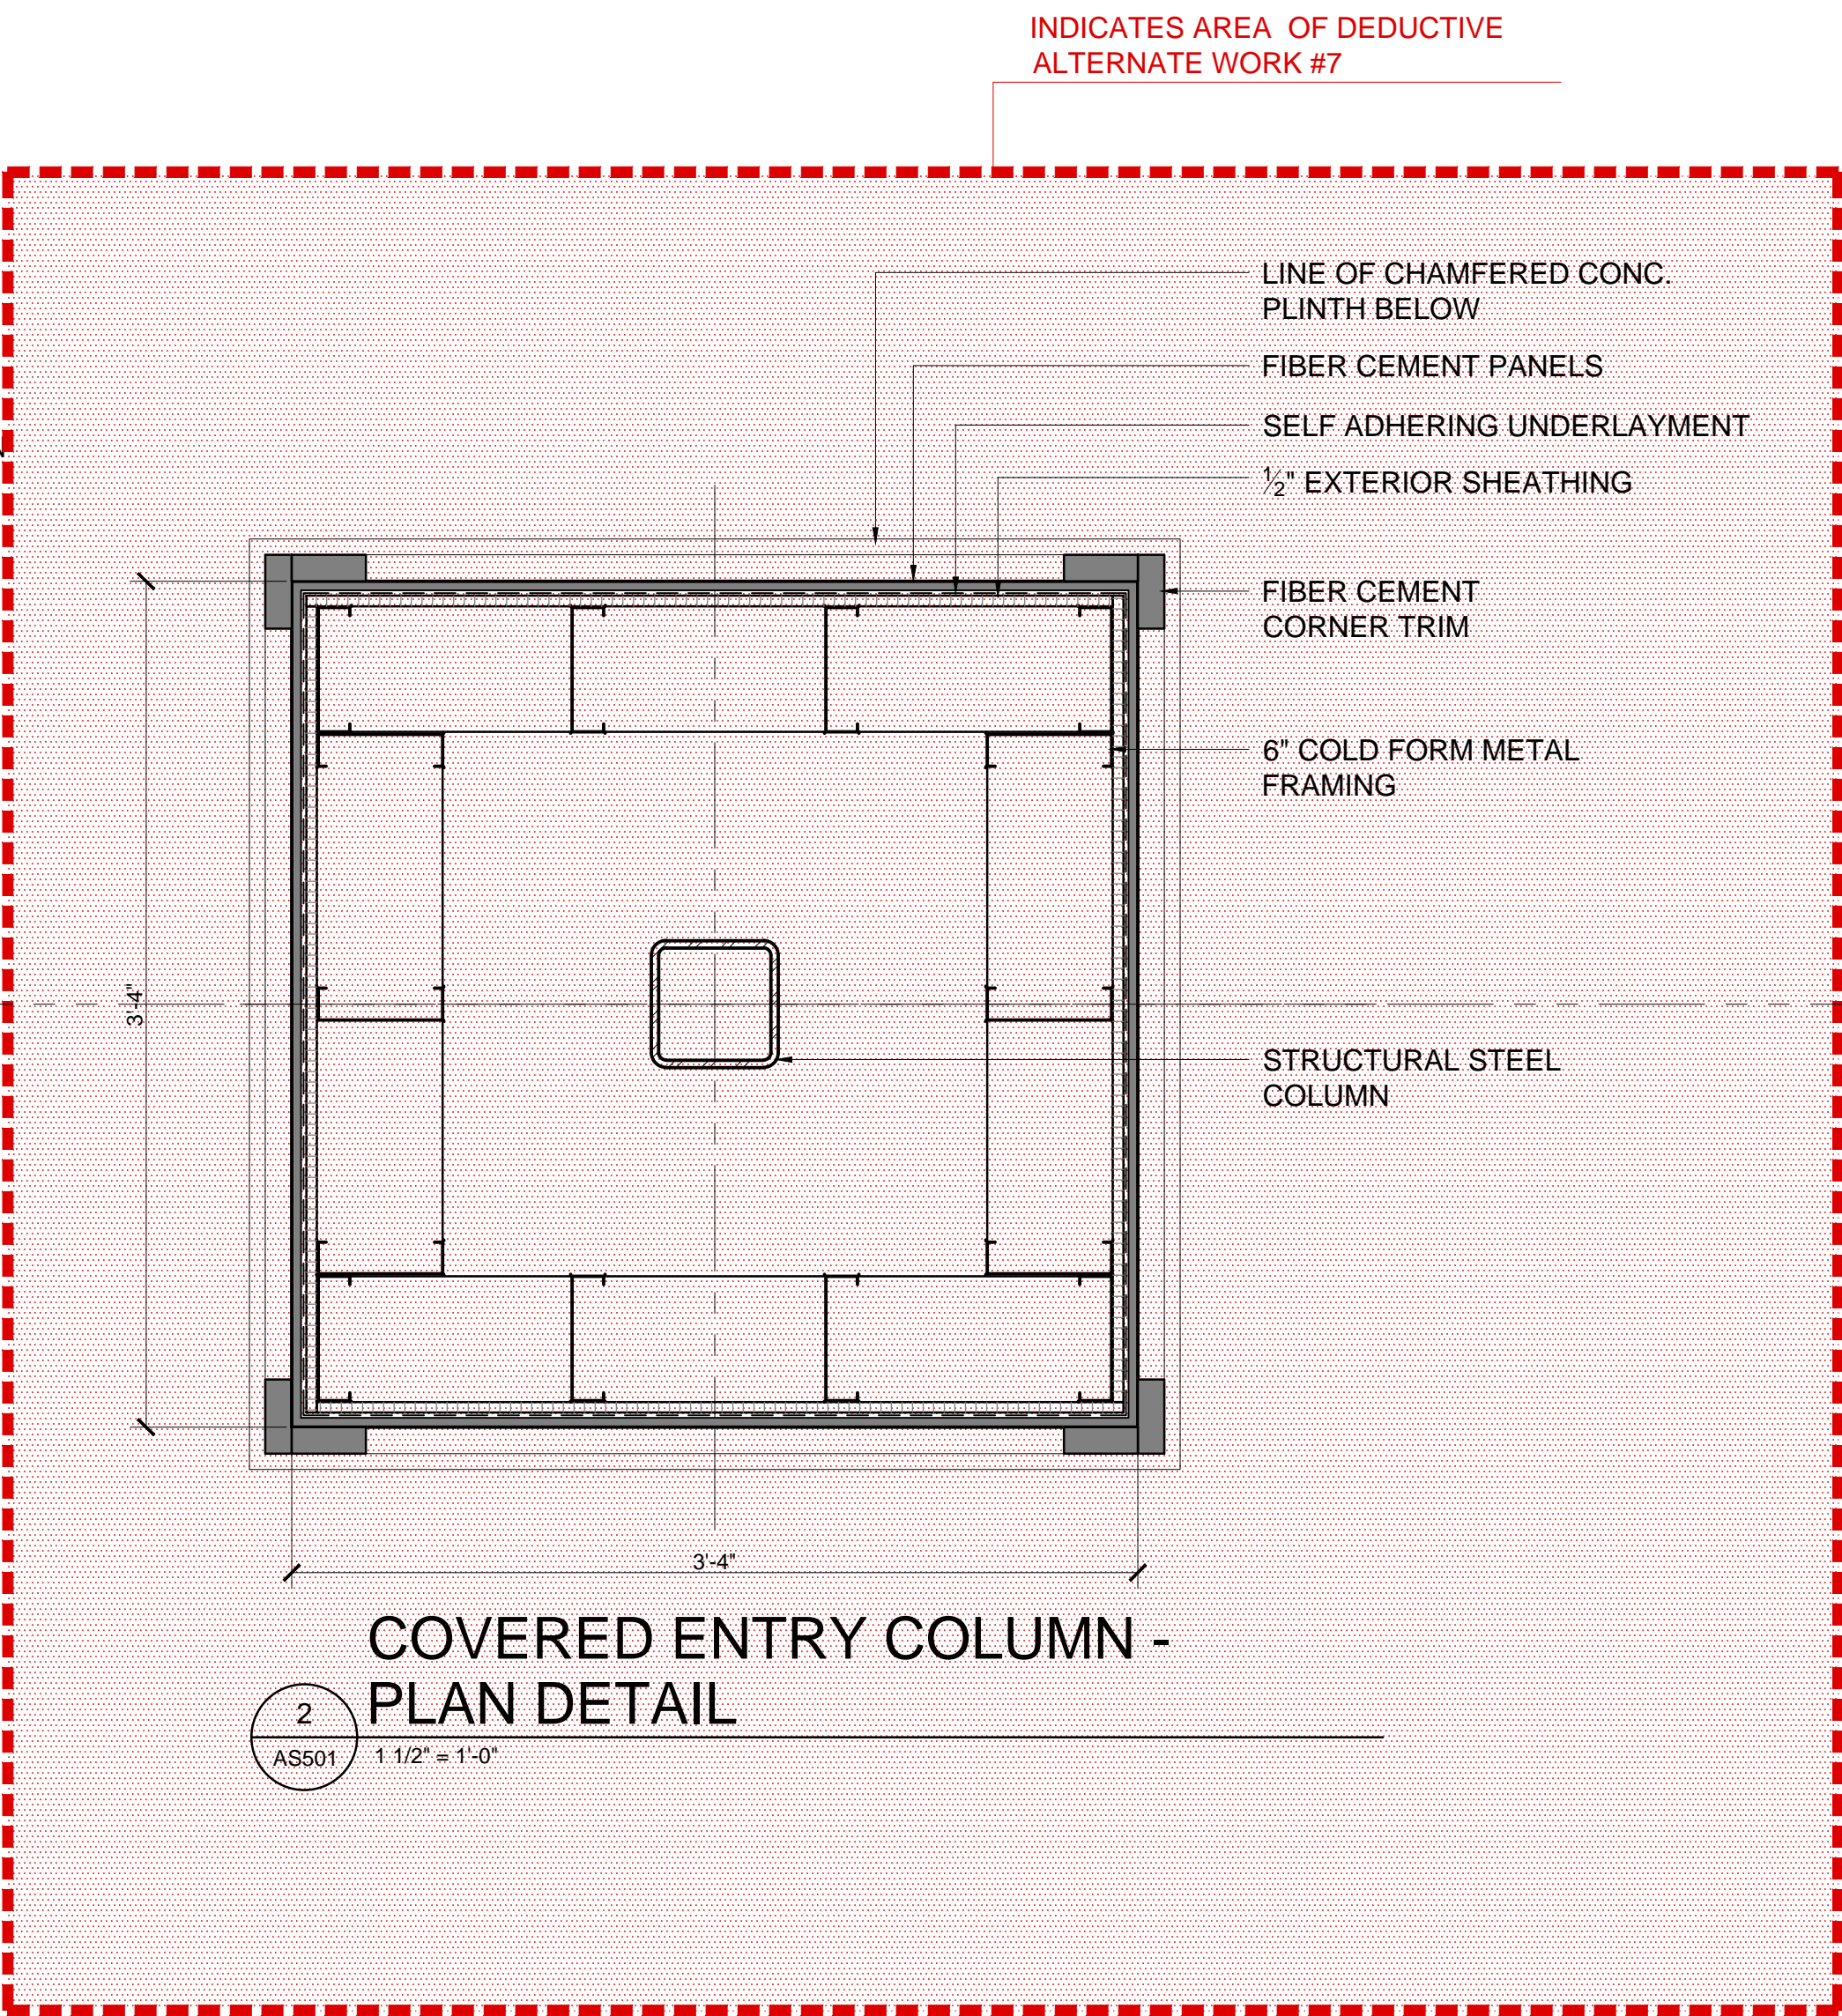 INDICATES AREA OF DEDUCTIVE
ALTERNATE WORK #7
LINE OF CHAMFERED CONC.
PLINTH BELOW
FIBER CEMENT PANELS
SELF ADHERING UNDERLAYMENT
½" EXTERIOR SHEATHING
FIBER CEMENT
CORNER TRIM
6" COLD FORM METAL
FRAMING
3'-4"
STRUCTURAL STEEL
COLUMN
3'-4"
COVERED ENTRY COLUMN -
PLAN DETAIL
2
AS501
1 1/2" = 1'-0"